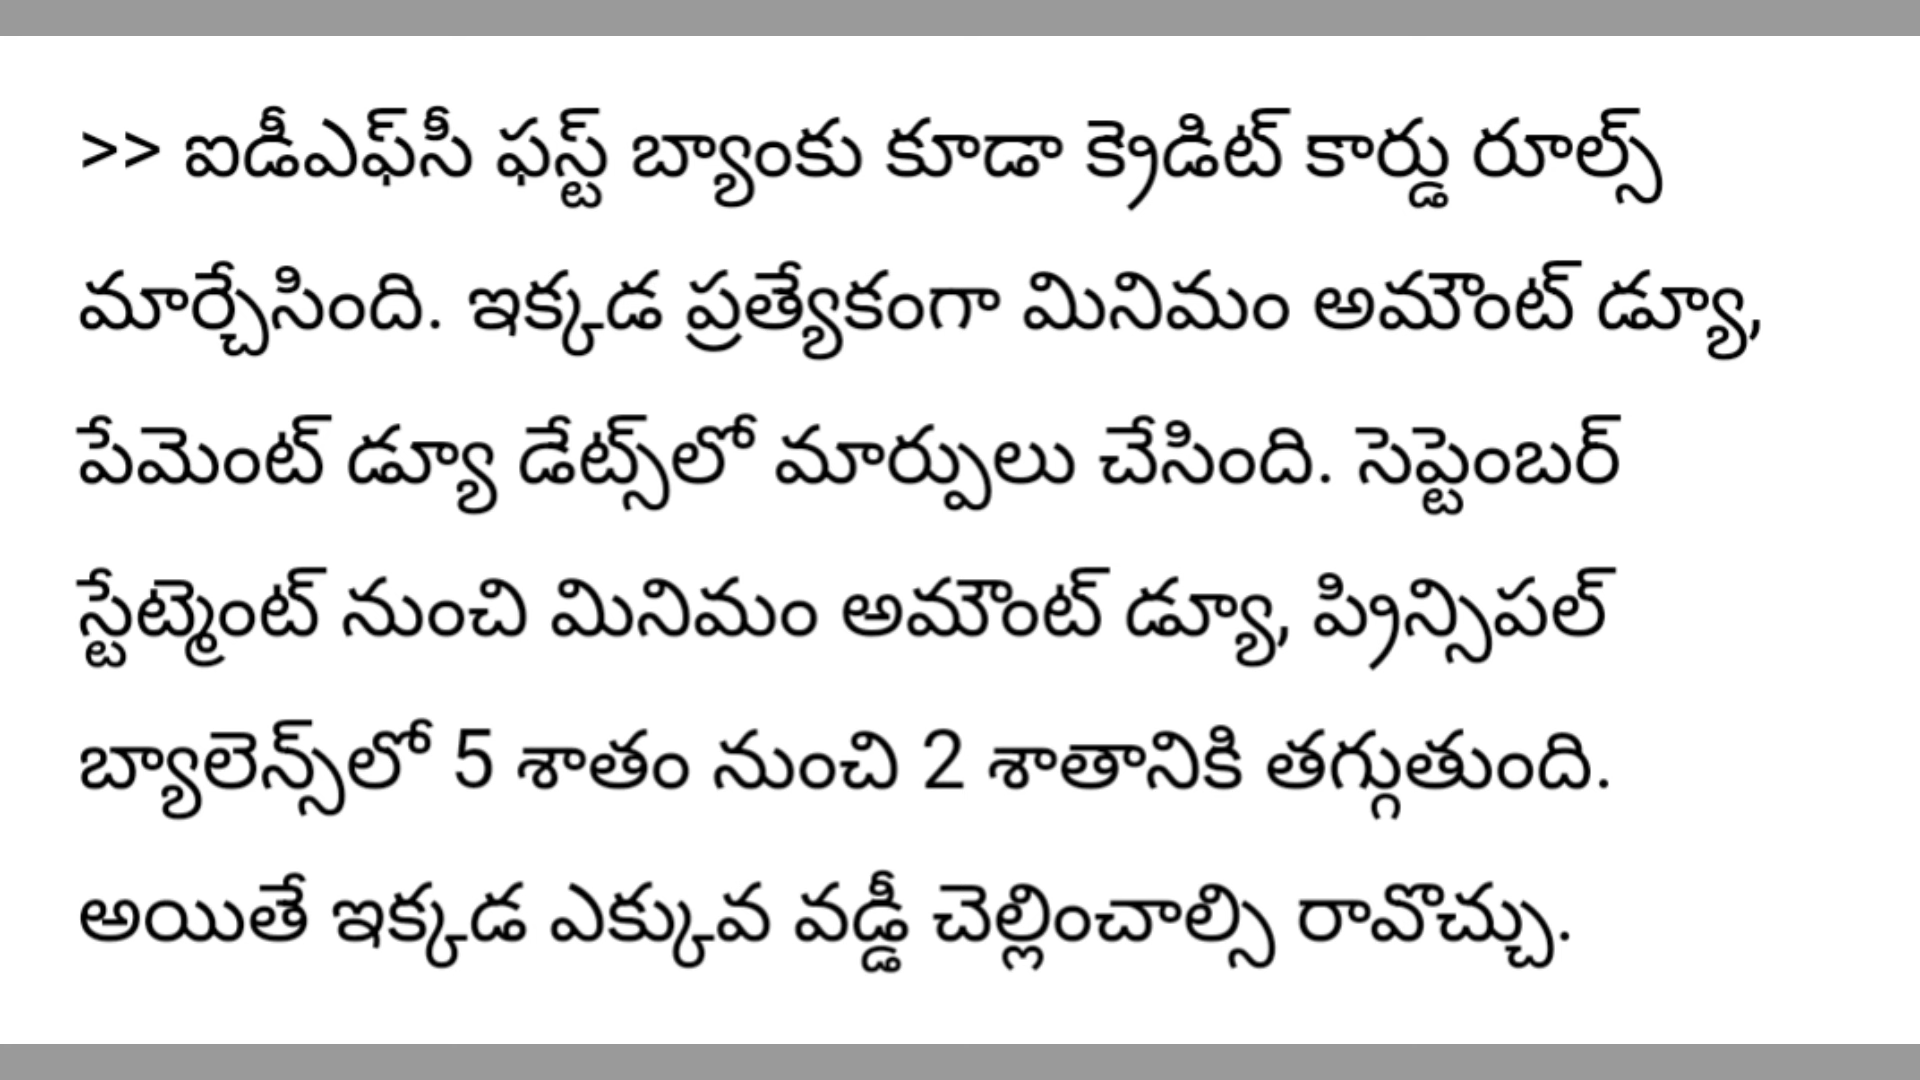 >> ఐడీఎఫ్‌సీ ఫస్ట్ బ్యాంకు కూడా క్రెడిట్ కార్డు రూల్స్
మార్చేసింది. ఇక్కడ ప్రత్యేకంగా మినిమం అమౌంట్ డ్యూ,
పేమెంట్ డ్యూ డేట్స్‌లో మార్పులు చేసింది. సెప్టెంబర్
స్టేట్మెంట్ నుంచి మినిమం అమౌంట్ డ్యూ, ప్రిన్సిపల్
బ్యాలెన్స్‌లో 5 శాతం నుంచి 2 శాతానికి తగ్గుతుంది.
అయితే ఇక్కడ ఎక్కువ వడ్డీ చెల్లించాల్సి రావొచ్చు.